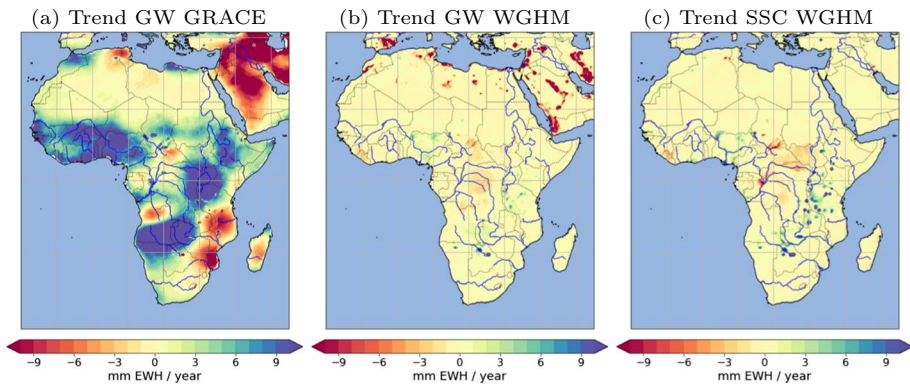 (a) Trend GW GRACE
(b) Trend GW WGHM
(c) Trend SSC WGHM
−9 −6 −3 0 3 6 9
mm EWH / year
−9 −6 −3 0 3 6 9
mm EWH / year
−9 −6 −3 0 3 6 9
mm EWH / year